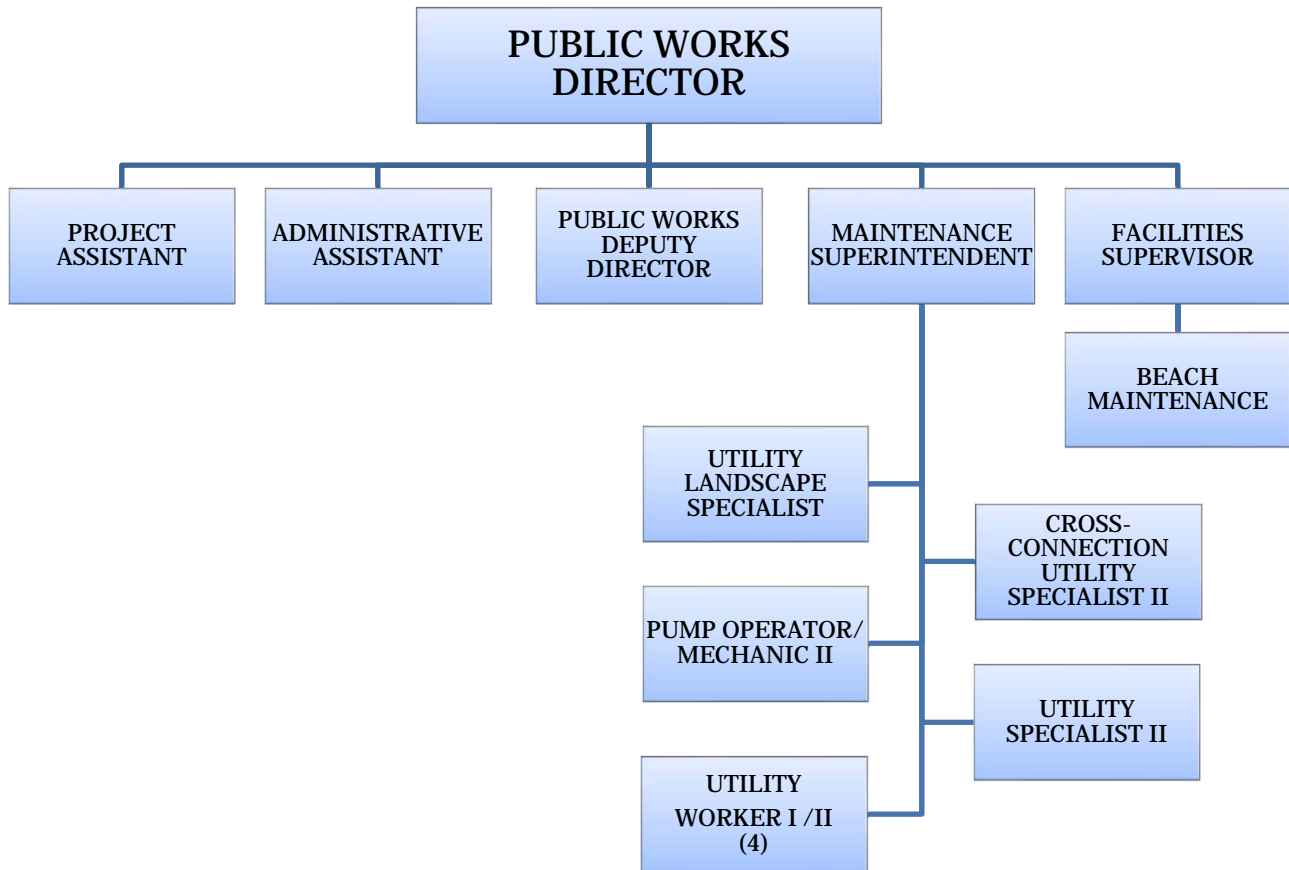 PUBLIC WORKS
DIRECTOR
PROJECT
ASSISTANT
ADMINISTRATIVE
ASSISTANT
PUBLIC WORKS
DEPUTY
DIRECTOR
MAINTENANCE
SUPERINTENDENT
FACILITIES
SUPERVISOR
BEACH
MAINTENANCE
UTILITY
LANDSCAPE
SPECIALIST
CROSS-
CONNECTION
UTILITY
SPECIALIST II
PUMP OPERATOR/
MECHANIC II
UTILITY
SPECIALIST II
UTILITY
WORKER I /II
(4)